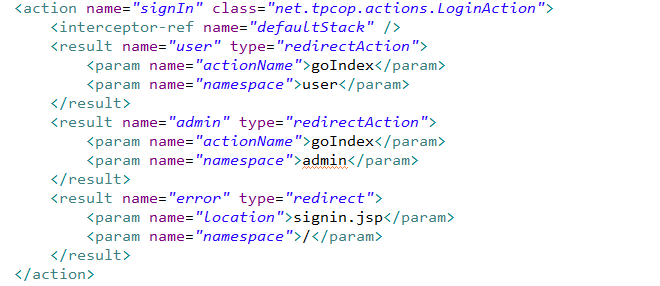 <action name="signIn" class="net.tpcop.actions.LoginAction">
<interceptor-ref name="defaultStack" />
<result name="user" type="redirectAction">
<param name="actionName">goIndex</param>
<param name="namespace">user</param>
</result>
<result name="admin" type="redirectAction">
<param name="actionName">goIndex</param>
<param name="namespace">admin</param>
</result>
<result name="error" type="redirect">
<param name="location">signin.jsp</param>
<param name="namespace">/</param>
</result>
</action>